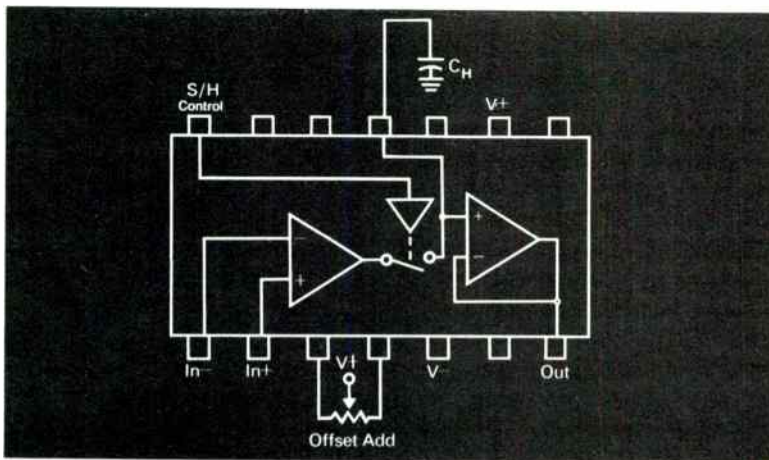 C_H
S/H
Control
V+
+
−
−
+
In−
In+
V+
V−
Out
Offset Add